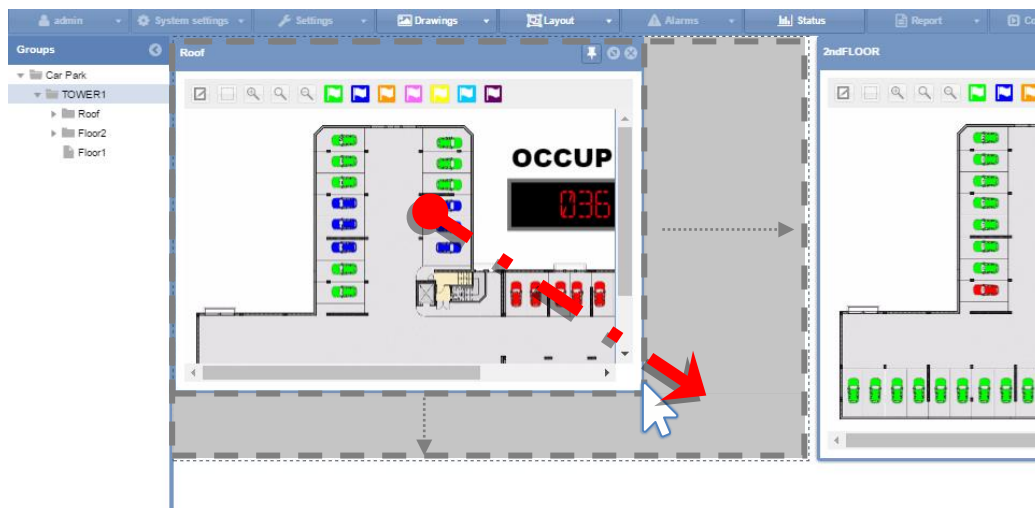 admin System settings Settings Drawings Layout Alarms Status Report
Groups
Car Park
TOWER1
Roof
Floor2
Floor1
Roof
OCCUP
036
2ndFLOOR